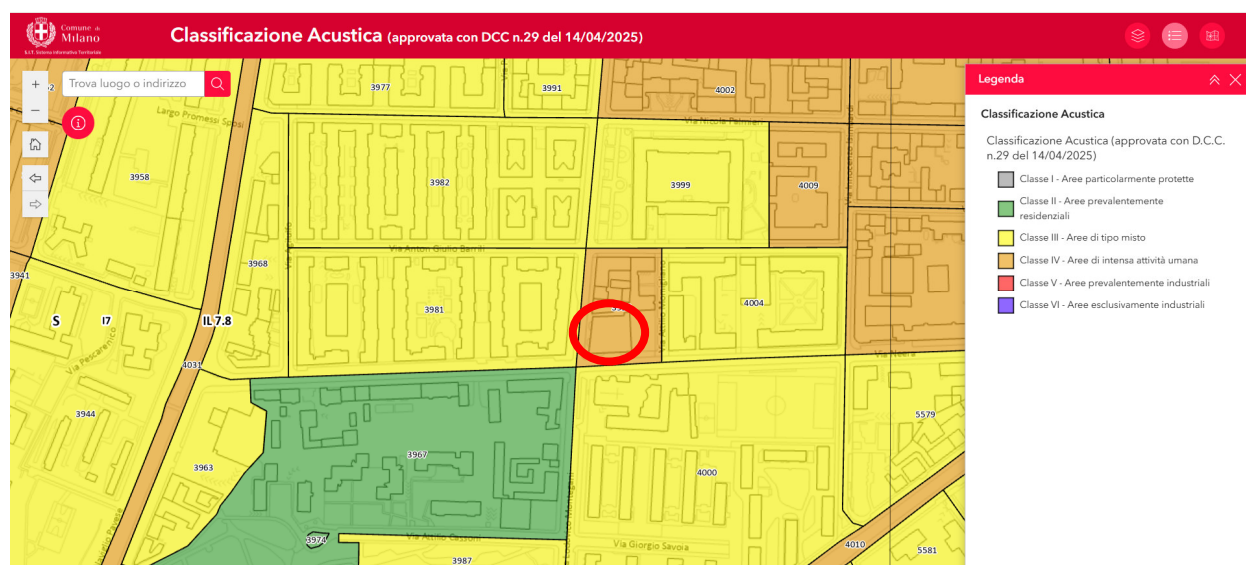 Comune di
Milano
S.I.T. Sistema Informativo Territoriale
Classificazione Acustica (approvata con DCC n.29 del 14/04/2025)
Trova luogo o indirizzo
Legenda
Classificazione Acustica
Classificazione Acustica (approvata con D.C.C.
n.29 del 14/04/2025)
Classe I - Aree particolarmente protette
Classe II - Aree prevalentemente
residenziali
Classe III - Aree di tipo misto
Classe IV - Aree di intensa attività umana
Classe V - Aree prevalentemente industriali
Classe VI - Aree esclusivamente industriali
3977
3991
4002
Largo Promessi Sposi
Via Nicola Palmieri
3958
3982
3999
4009
Via Anton Giulio Barrili
3968
3941
3981
4004
Via Attilio Momigliano
S
I7
IL 7.8
Via Pescarenico
4031
Via Neera
3944
3963
3967
5579
4000
3974
Via Attilio Cassoni
Via Giorgio Savoia
3987
4010
5581